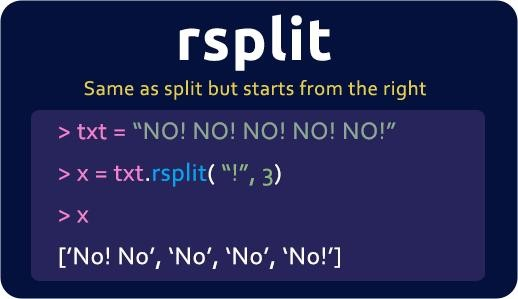 rsplit
Same as split but starts from the right
> txt = “NO! NO! NO! NO! NO!”
> x = txt.rsplit( “!”, 3)
> x
[‘No! No’, ‘No’, ‘No’, ‘No!’]